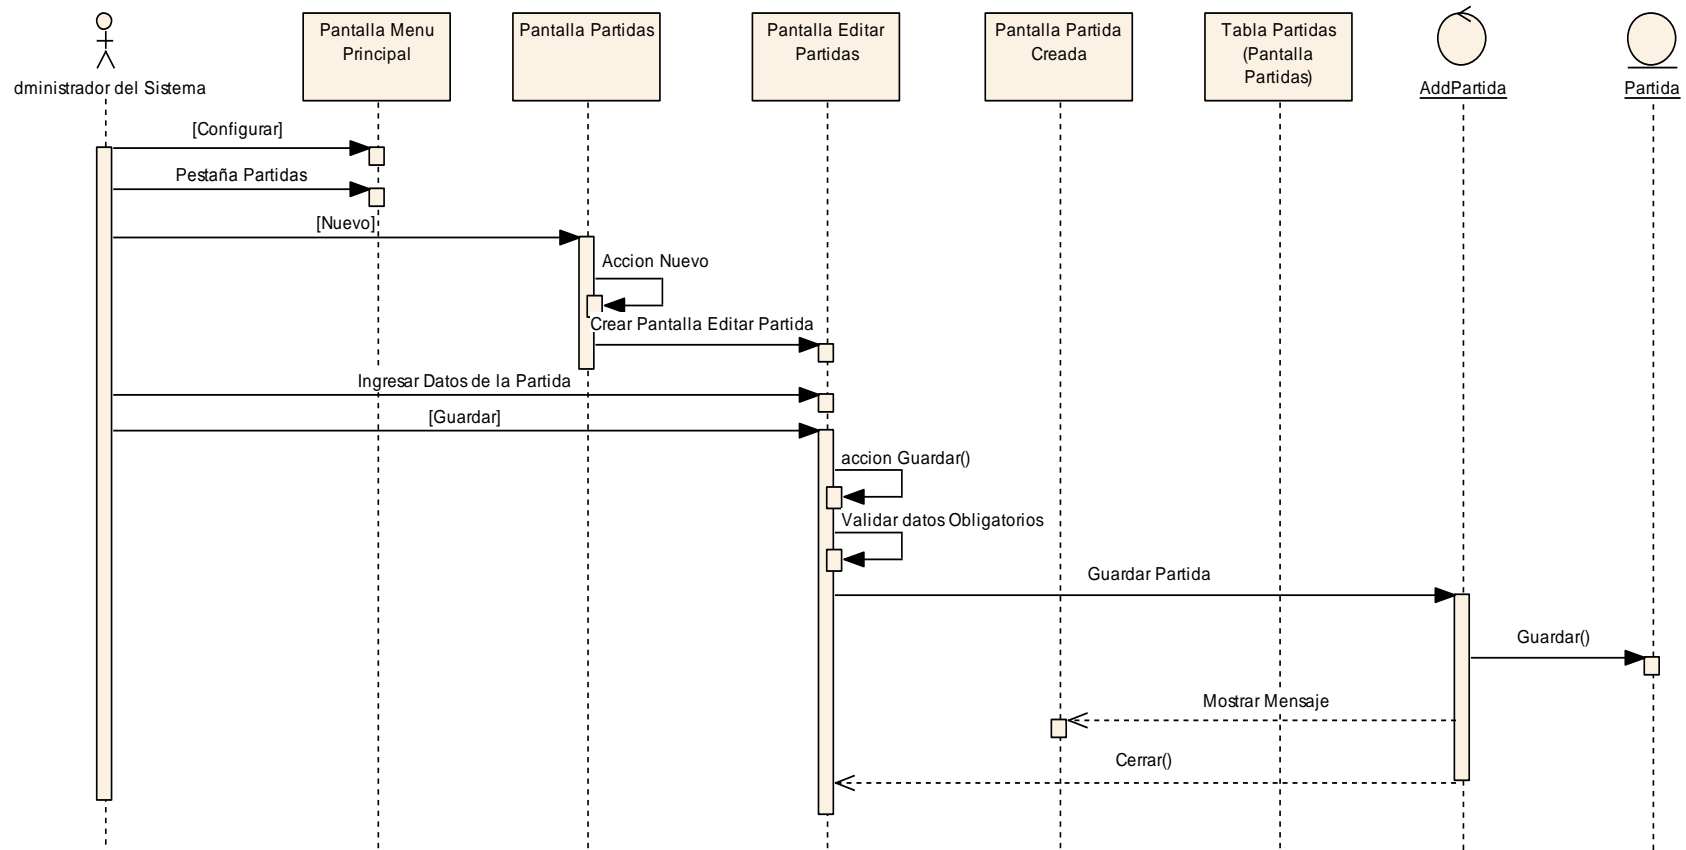 dministrador del Sistema
Pantalla Menu
Principal
Pantalla Partidas
Pantalla Editar
Partidas
Pantalla Partida
Creada
Tabla Partidas
(Pantalla
Partidas)
AddPartida
Partida
[Configurar]
Pestaña Partidas
[Nuevo]
Accion Nuevo
Crear Pantalla Editar Partida
Ingresar Datos de la Partida
[Guardar]
accion Guardar()
Validar datos Obligatorios
Guardar Partida
Guardar()
Mostrar Mensaje
Cerrar()